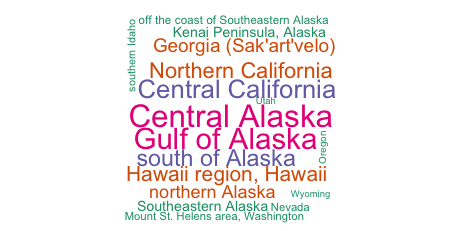 off the coast of Southeastern Alaska
Kenai Peninsula, Alaska
southern Idaho
Georgia (Sak'art'velo)
Northern California
Central California
Utah
Central Alaska
Gulf of Alaska
Oregon
south of Alaska
Hawaii region, Hawaii
northern Alaska
Wyoming
Southeastern Alaska
Nevada
Mount St. Helens area, Washington